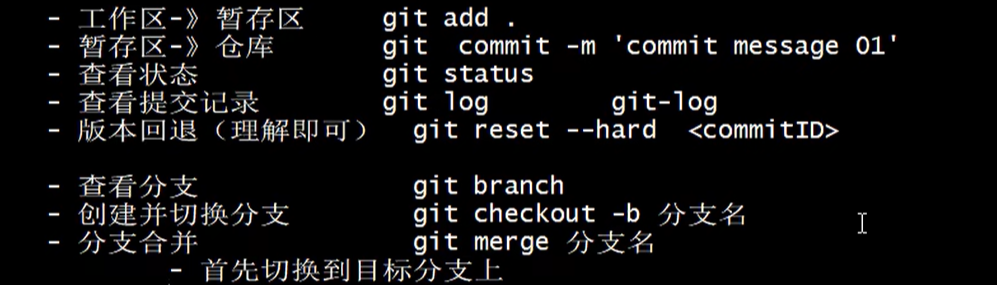 - 工作区-》暂存区 git add .
- 暂存区-》仓库 git commit -m 'commit message 01'
- 查看状态 git status
- 查看提交记录 git log git-log
- 版本回退（理解即可） git reset --hard <commitID>
- 查看分支 git branch
- 创建并切换分支 git checkout -b 分支名
- 分支合并 git merge 分支名
- 首先切换到目标分支上